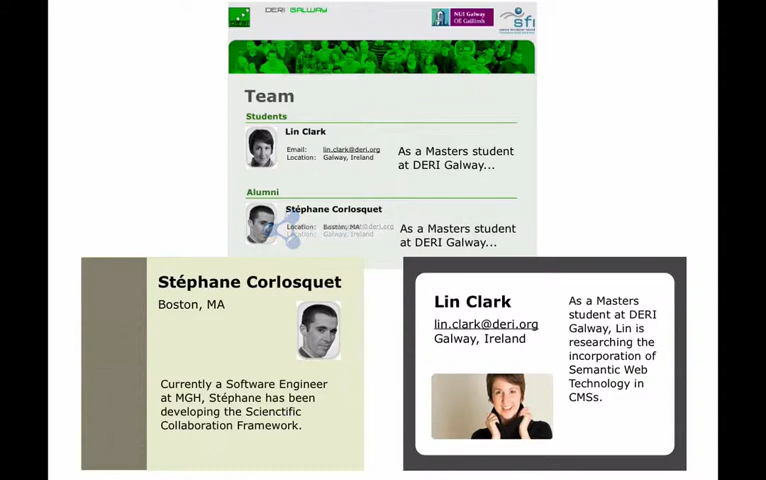 DERI GALWAY
NUI Galway
OÉ Gaillimh
sfi
Team
Students
Lin Clark
Email: lin.clark@deri.org
Location: Galway, Ireland
As a Masters student
at DERI Galway...
Alumni
Stéphane Corlosquet
Location: Boston, MA
Location: Galway, Ireland
As a Masters student
at DERI Galway...
Stéphane Corlosquet
Boston, MA
Currently a Software Engineer
at MGH, Stéphane has been
developing the Scienctific
Collaboration Framework.
Lin Clark
lin.clark@deri.org
Galway, Ireland
As a Masters
student at DERI
Galway, Lin is
researching the
incorporation of
Semantic Web
Technology in
CMSs.